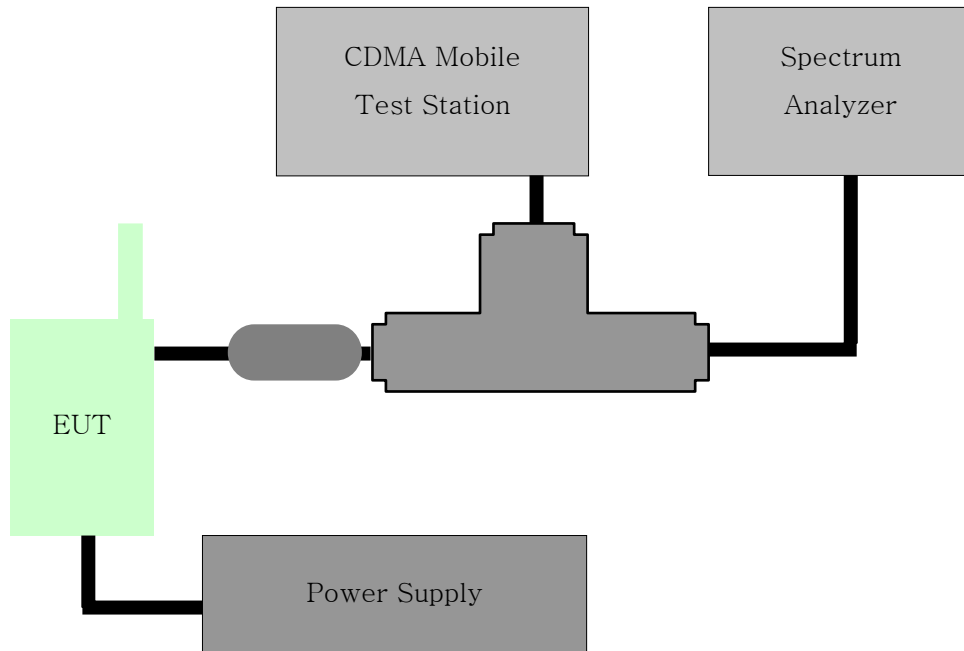 CDMA Mobile
Test Station
Spectrum
Analyzer
EUT
Power Supply